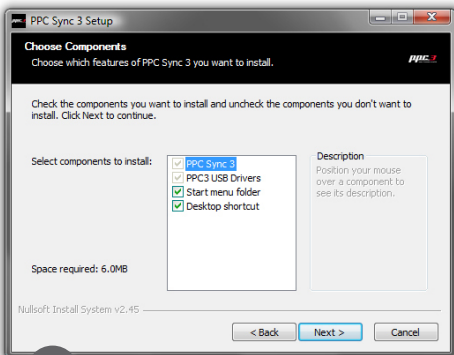 PPC Sync 3 Setup
Choose Components
Choose which features of PPC Sync 3 you want to install.
PPC 3
Check the components you want to install and uncheck the components you don't want to
install. Click Next to continue.
Select components to install:
PPC Sync 3
PPC3 USB Drivers
Start menu folder
Desktop shortcut
Description
Position your mouse
over a component to
see its description.
Space required: 6.0MB
Nullsoft Install System v2.45
< Back
Next >
Cancel